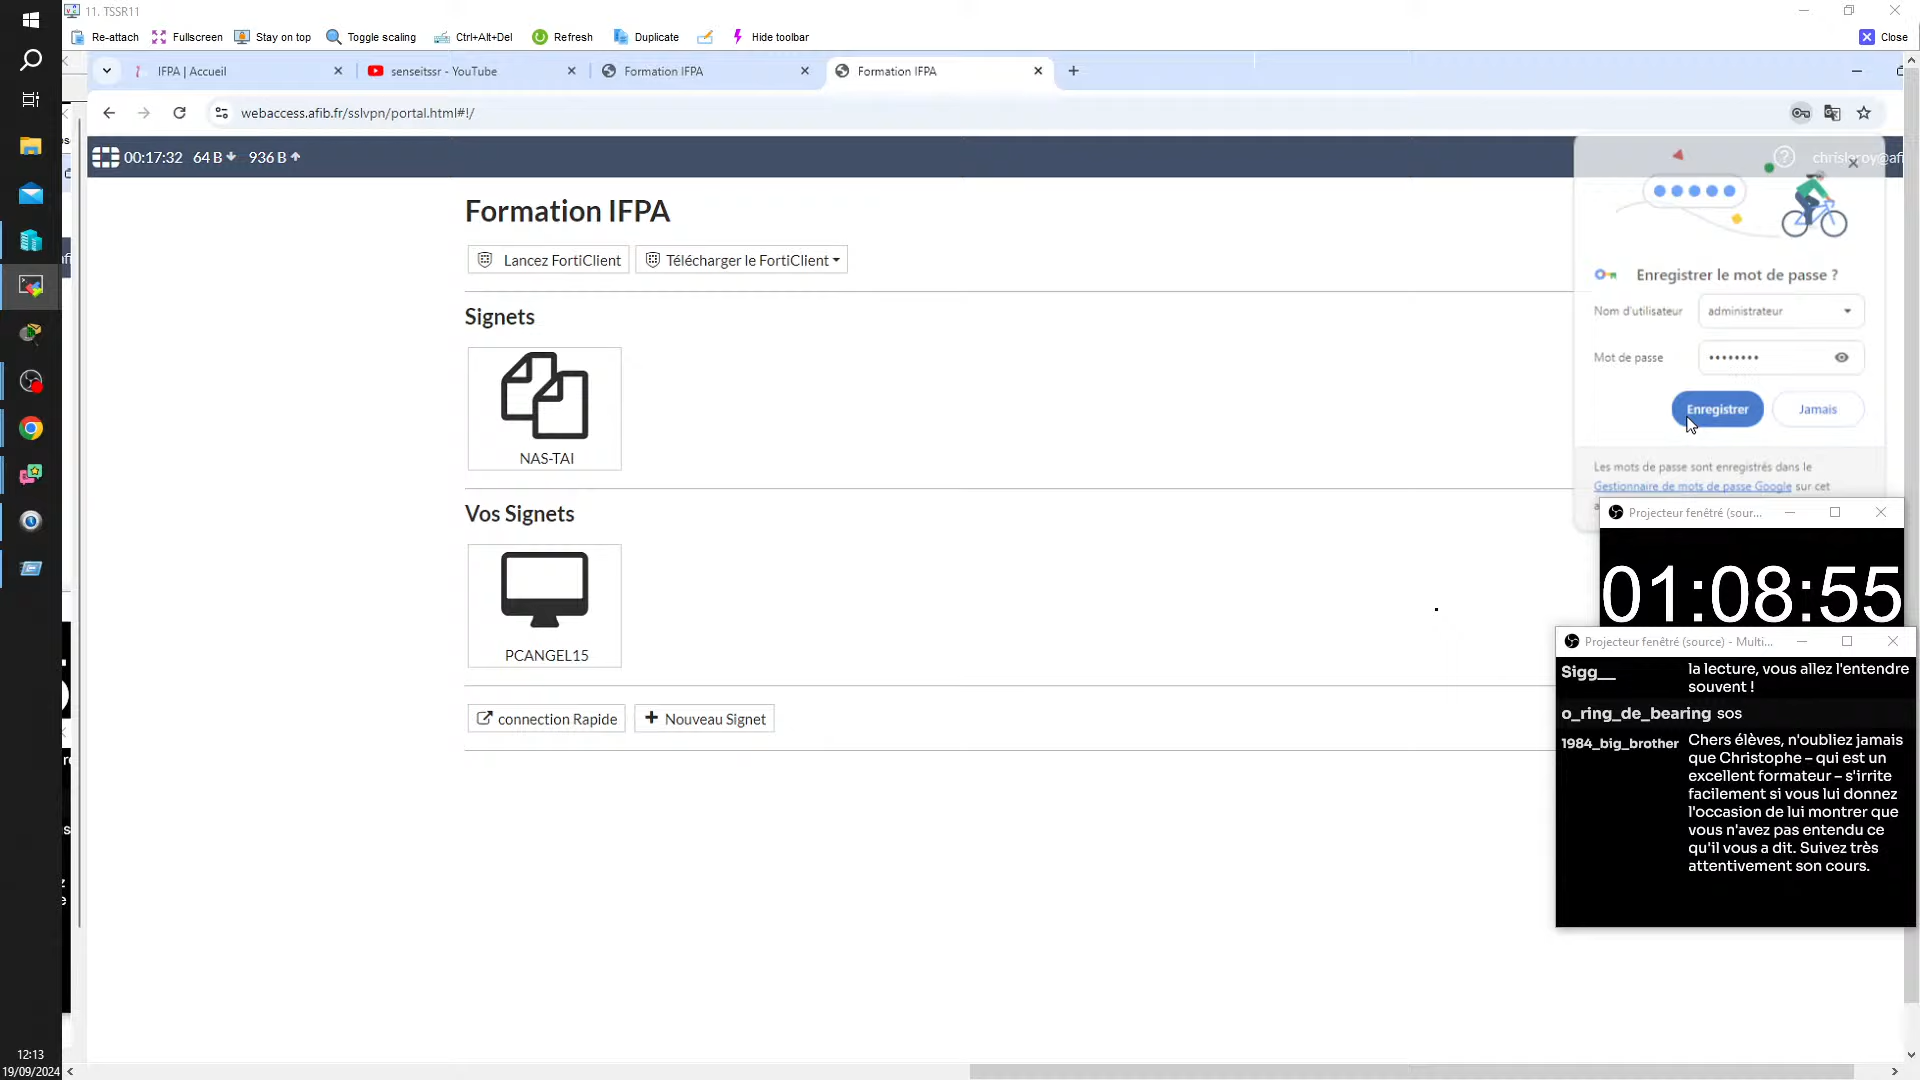 11. TSSR11
Re-attach Fullscreen Stay on top Toggle scaling Ctrl+Alt+Del Refresh Duplicate Hide toolbar Close
IFPA | Accueil
senseitssr - YouTube
Formation IFPA
Formation IFPA
webaccess.afib.fr/sslvpn/portal.html#!/
00:17:32 64 B 936 B
Formation IFPA
Lancez FortiClient
Télécharger le FortiClient
Signets
NAS-TAI
Vos Signets
PCANGEL15
connection Rapide
Nouveau Signet
Enregistrer le mot de passe ?
Nom d'utilisateur administrateur
Mot de passe ••••••••
Enregistrer Jamais
Les mots de passe sont enregistrés dans le
Gestionnaire de mots de passe Google sur cet
Projecteur fenêtré (sour...
01:08:55
Projecteur fenêtré (source) - Multi...
Sigg__ la lecture, vous allez l'entendre
souvent !
o_ring_de_bearing sos
1984_big_brother Chers élèves, n'oubliez jamais
que Christophe – qui est un
excellent formateur – s'irrite
facilement si vous lui donnez
l'occasion de lui montrer que
vous n'avez pas entendu ce
qu'il vous a dit. Suivez très
attentivement son cours.
12:13
19/09/2024